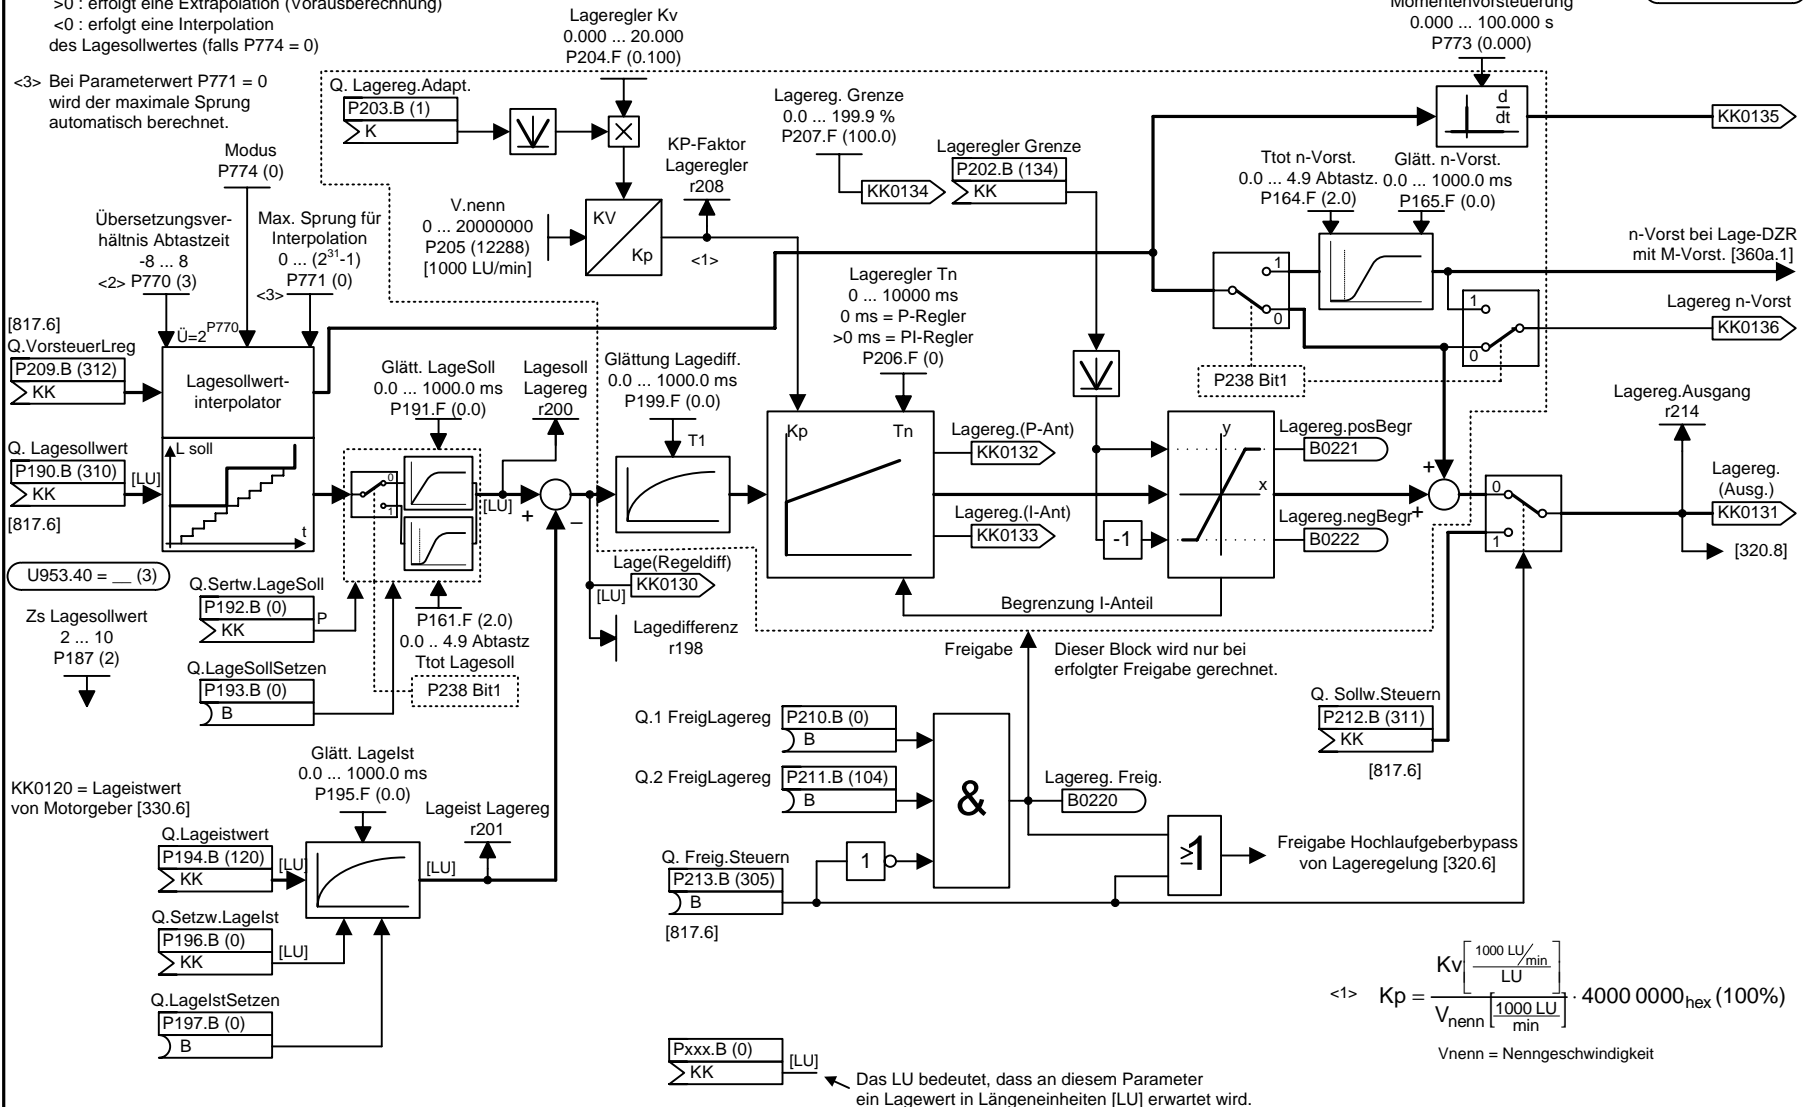 >0 : erfolgt eine Extrapolation (Vorausberechnung)
<0 : erfolgt eine Interpolation
des Lagesollwertes (falls P774 = 0)
<3> Bei Parameterwert P771 = 0
wird der maximale Sprung
automatisch berechnet.
Lageregler Kv
0.000 ... 20.000
P204.F (0.100)
Momentenvorsteuerung
0.000 ... 100.000 s
P773 (0.000)
Q. Lagereg.Adapt.
P203.B (1)
K
KP-Faktor
Lageregler
r208
Lagereg. Grenze
0.0 ... 199.9 %
P207.F (100.0)
KK0134
Lageregler Grenze
P202.B (134)
KK
d
dt
KK0135
Ttot n-Vorst.
0.0 ... 4.9 Abtastz.
P164.F (2.0)
Glätt. n-Vorst.
0.0 ... 1000.0 ms
P165.F (0.0)
Modus
P774 (0)
Übersetzungsver-
hältnis Abtastzeit
-8 ... 8
<2> P770 (3)
Max. Sprung für
Interpolation
0 ... (2³¹-1)
P771 (0)
<3>
V.nenn
0 ... 20000000
P205 (12288)
[1000 LU/min]
KV
Kp
<1>
n-Vorst bei Lage-DZR
mit M-Vorst. [360a.1]
Lagereg n-Vorst
KK0136
1
0
1
0
P238 Bit1
Lageregler Tn
0 ... 10000 ms
0 ms = P-Regler
>0 ms = PI-Regler
P206.F (0)
[817.6]
Q.VorsteuerLreg
P209.B (312)
KK
Ü=2^P770
Lagesollwert-
interpolator
Q. Lagesollwert
P190.B (310)
KK
[LU]
[817.6]
L soll
t
Glätt. LageSoll
0.0 ... 1000.0 ms
P191.F (0.0)
0
1
Lagesoll
Lagereg
r200
[LU]
+
−
Glättung Lagediff.
0.0 ... 1000.0 ms
P199.F (0.0)
T1
Kp
Tn
Lagereg.(P-Ant)
KK0132
Lagereg.(I-Ant)
KK0133
-1
y
x
Lagereg.posBegr
B0221
Lagereg.negBegr
B0222
+
+
Lagereg.Ausgang
r214
Lagereg.
(Ausg.)
KK0131
0
1
[320.8]
Begrenzung I-Anteil
U953.40 = __ (3)
Zs Lagesollwert
2 ... 10
P187 (2)
Q.Sertw.LageSoll
P192.B (0)
KK
P
Q.LageSollSetzen
P193.B (0)
B
P161.F (2.0)
0.0 .. 4.9 Abtastz
Ttot Lagesoll
P238 Bit1
Lage(Regeldiff)
KK0130
[LU]
Lagedifferenz
r198
Freigabe
Dieser Block wird nur bei
erfolgter Freigabe gerechnet.
Q. Sollw.Steuern
P212.B (311)
KK
[817.6]
Q.1 FreigLagereg
P210.B (0)
B
Q.2 FreigLagereg
P211.B (104)
B
&
Lagereg. Freig.
B0220
Q. Freig.Steuern
P213.B (305)
B
[817.6]
1
≥1
Freigabe Hochlaufgeberbypass
von Lageregelung [320.6]
KK0120 = Lageistwert
von Motorgeber [330.6]
Glätt. LageIst
0.0 ... 1000.0 ms
P195.F (0.0)
Lageist Lagereg
r201
Q.Lageistwert
P194.B (120)
KK
[LU]
[LU]
Q.Setzw.LageIst
P196.B (0)
KK
[LU]
Q.LageIstSetzen
P197.B (0)
B
<1> Kp = Kv[1000 LU/min / LU] / Vnenn[1000 LU / min] · 4000 0000hex (100%)
Vnenn = Nenngeschwindigkeit
Pxxx.B (0)
KK
[LU]
Das LU bedeutet, dass an diesem Parameter
ein Lagewert in Längeneinheiten [LU] erwartet wird.